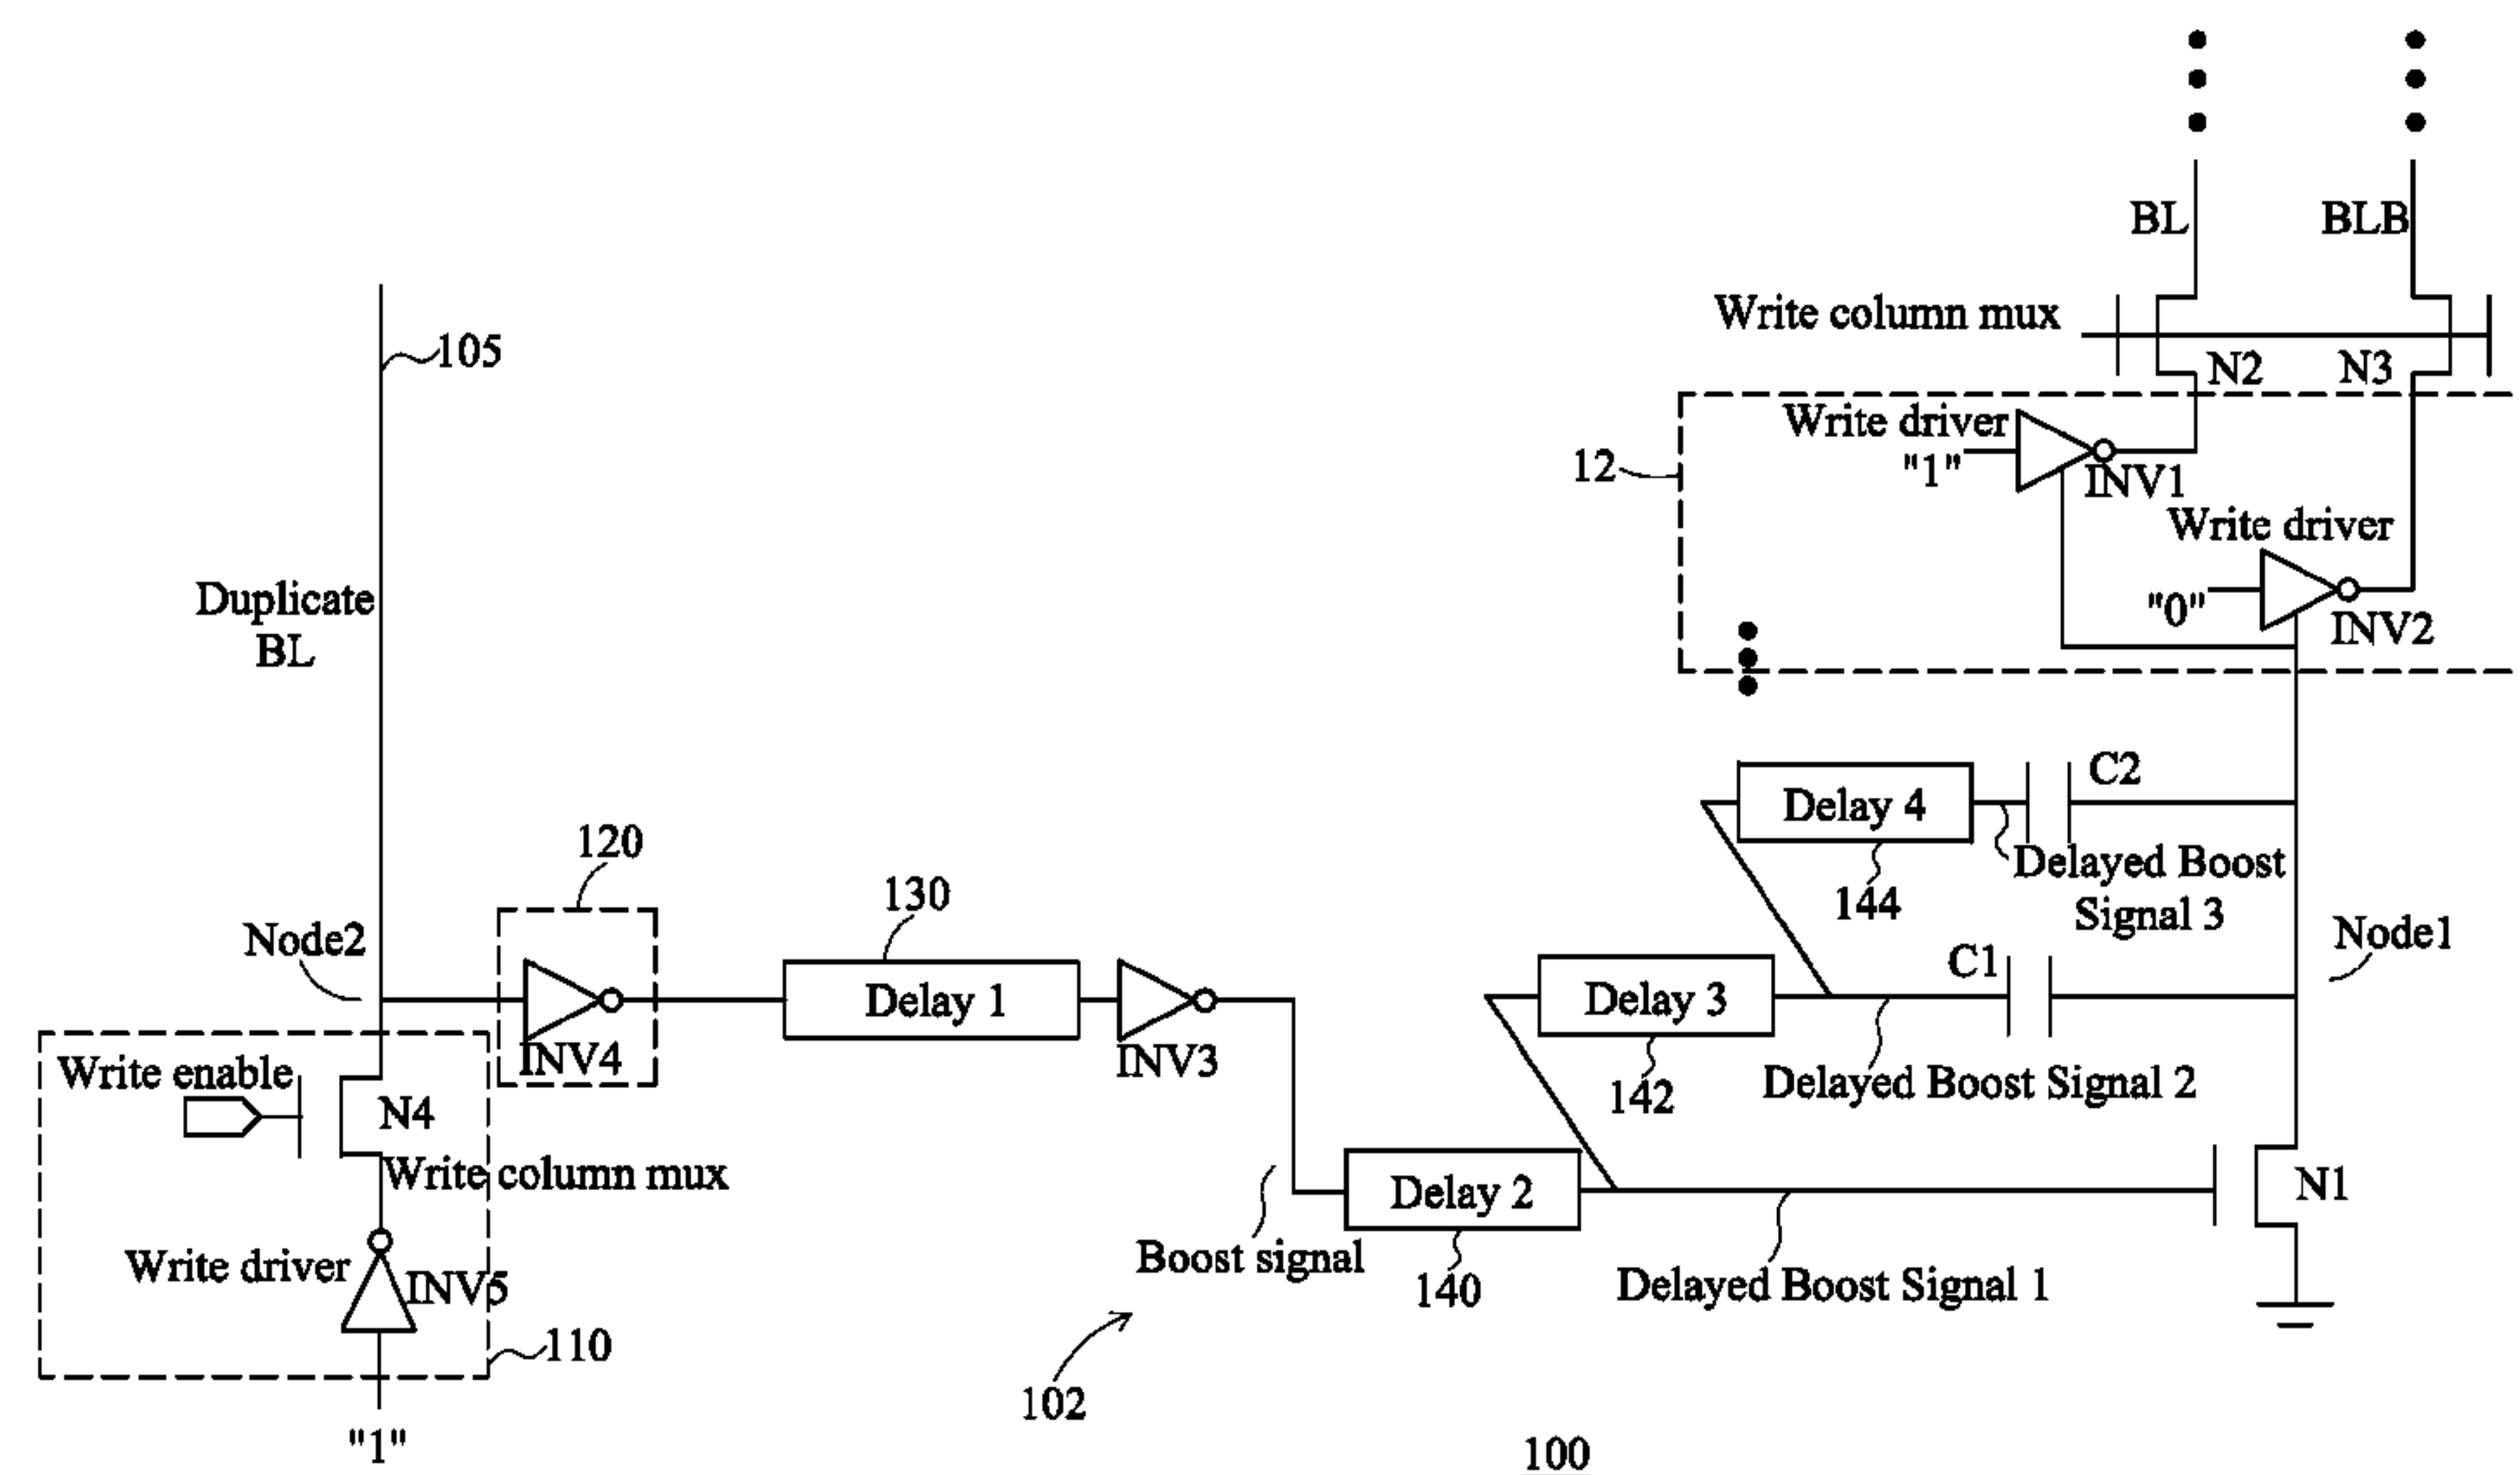 BL
BLB
Write column mux
N2
N3
105
Write driver
"1"
INV1
12
Write driver
"0"
INV2
Duplicate
BL
C2
Delay 4
Delayed Boost
Signal 3
144
120
130
Node2
Node1
C1
Delay 1
Delay 3
INV4
INV3
142
Delayed Boost Signal 2
Write enable
N4
Write column mux
Delay 2
N1
Write driver
INV5
Boost signal
140
Delayed Boost Signal 1
110
102
"1"
100